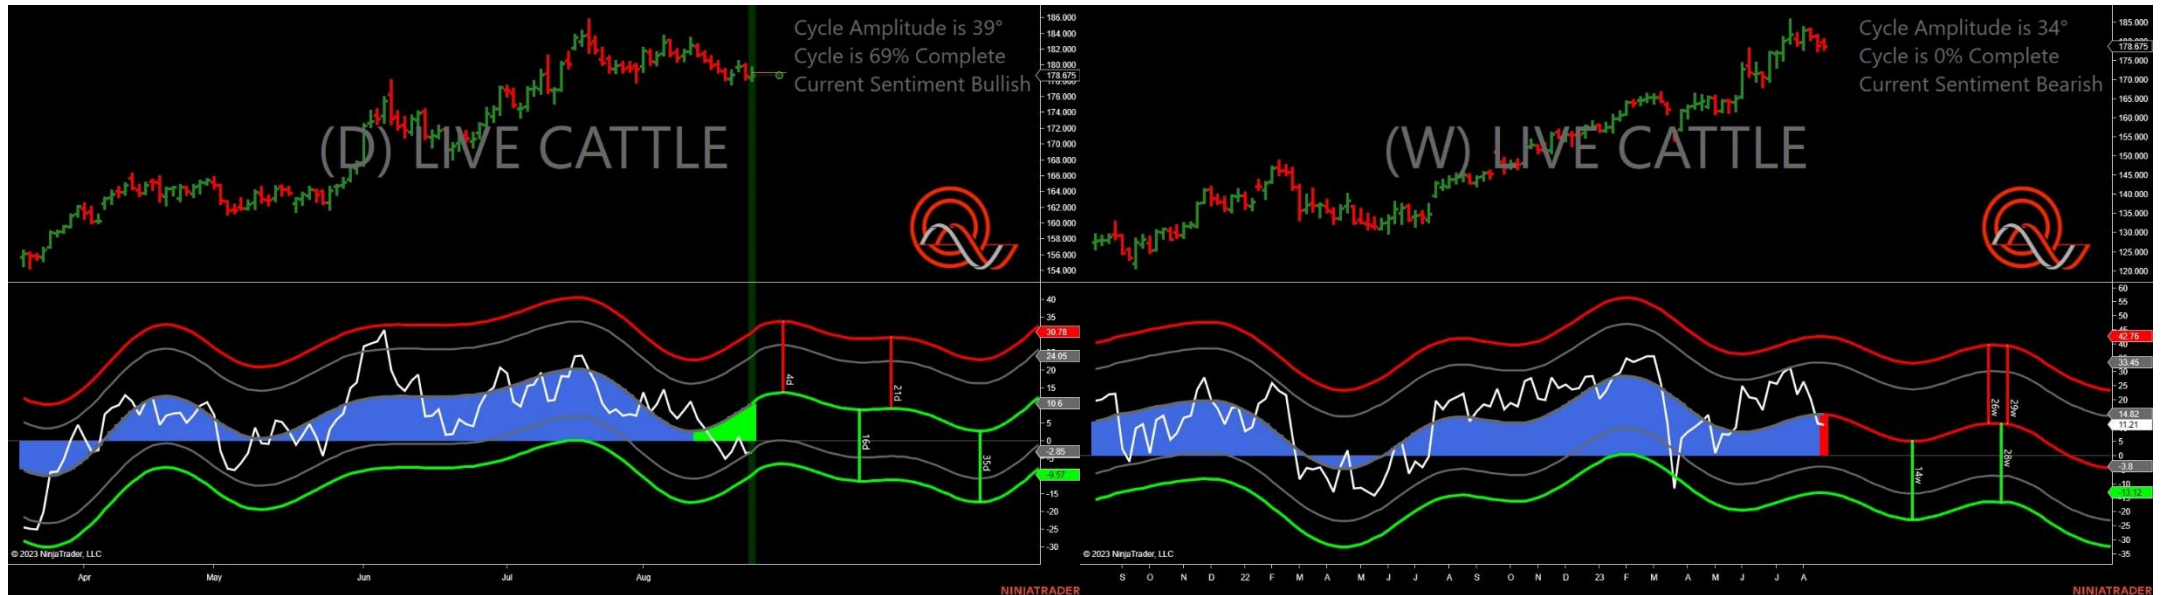 Cycle Amplitude is 39°
Cycle is 69% Complete
Current Sentiment Bullish
(D) LIVE CATTLE
186.000
184.000
182.000
180.000
178.675
176.000
174.000
172.000
170.000
168.000
166.000
164.000
162.000
160.000
158.000
156.000
154.000
40
35
30.78
24.05
20
15
10.6
5
0
-2.85
-9.57
-15
-20
-25
-30
4d
21d
16d
35d
© 2023 NinjaTrader, LLC
Apr May Jun Jul Aug
NINJATRADER
Cycle Amplitude is 34°
Cycle is 0% Complete
Current Sentiment Bearish
(W) LIVE CATTLE
185.000
178.675
175.000
170.000
165.000
160.000
155.000
150.000
145.000
140.000
135.000
130.000
125.000
120.000
60
55
50
42.76
33.45
30
25
20
14.82
11.21
5
0
-3.8
-13.12
-20
-25
-30
-35
26w
29w
14w
28w
© 2023 NinjaTrader, LLC
S O N D 22 F M A M J J A S O N D 23 F M A M J J A
NINJATRADER